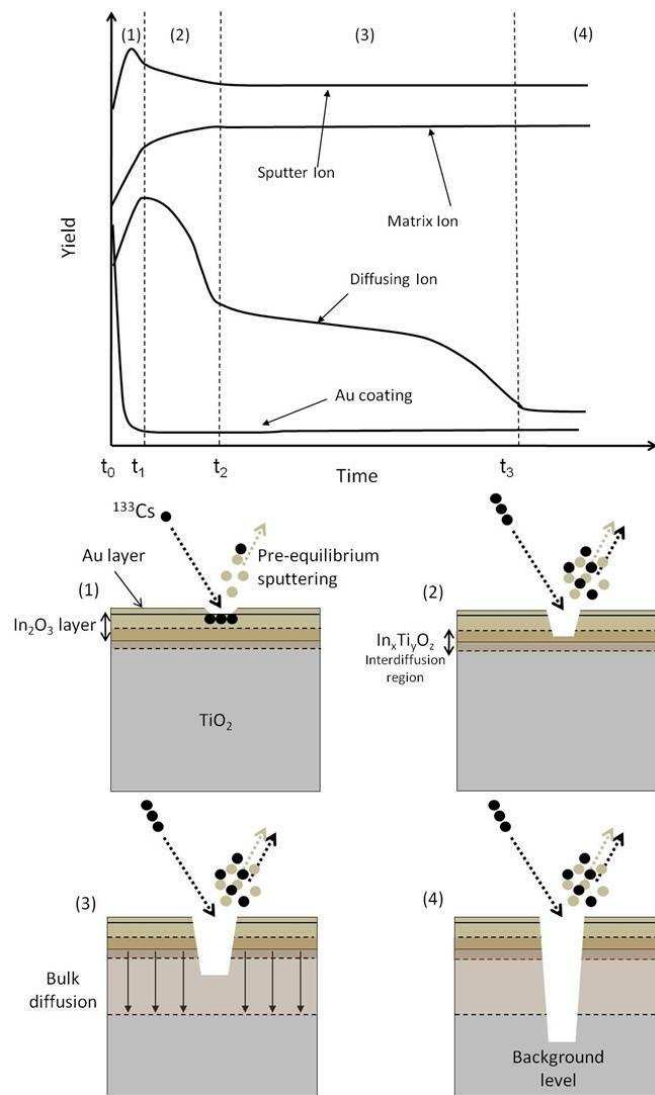 (1)
(2)
(3)
(4)
Sputter Ion
Matrix Ion
Yield
Diffusing Ion
Au coating
t₀
t₁
t₂
Time
t₃
¹³³Cs
Au layer
Pre-equilibrium
sputtering
(1)
In₂O₃ layer
TiO₂
(2)
InₓTiᵧO₂
Interdiffusion
region
(3)
Bulk
diffusion
(4)
Background
level